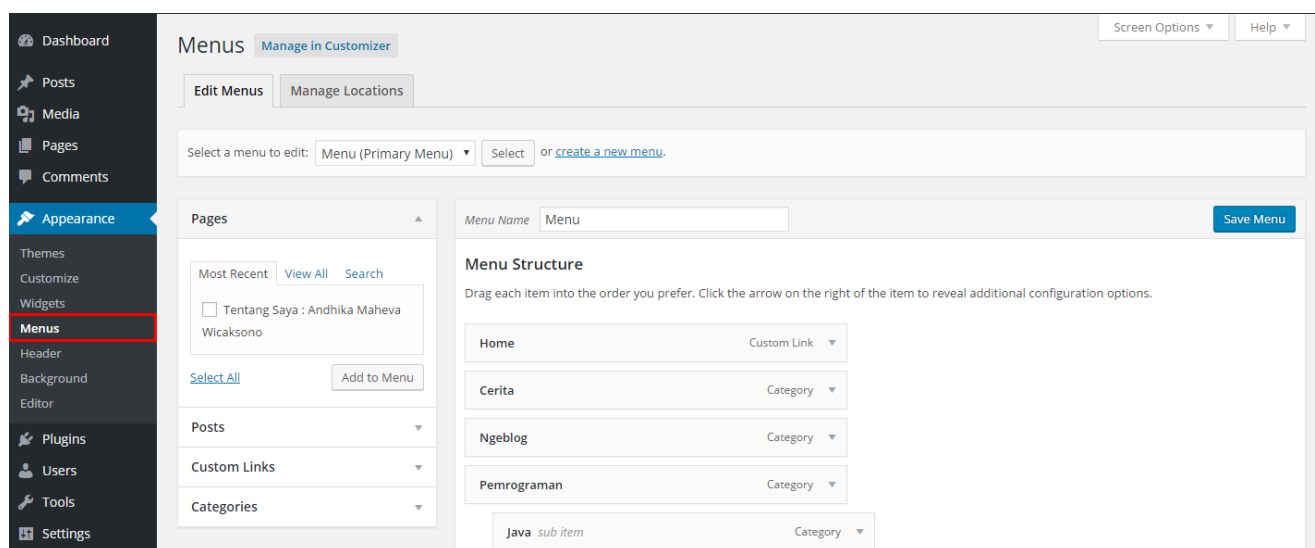 Dashboard
Posts
Media
Pages
Comments
Appearance
Themes
Customize
Widgets
Menus
Header
Background
Editor
Plugins
Users
Tools
Settings
Screen Options
Help
Menus
Manage in Customizer
Edit Menus
Manage Locations
Select a menu to edit: Menu (Primary Menu) Select or create a new menu.
Pages
Most Recent View All Search
Tentang Saya : Andhika Maheva
Wicaksono
Select All Add to Menu
Posts
Custom Links
Categories
Menu Name Menu Save Menu
Menu Structure
Drag each item into the order you prefer. Click the arrow on the right of the item to reveal additional configuration options.
Home Custom Link
Cerita Category
Ngeblog Category
Pemrograman Category
Java sub item Category